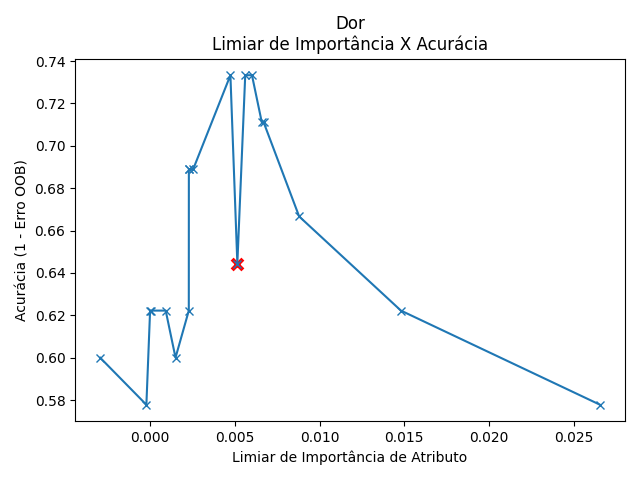 Dor
Limiar de Importância X Acurácia
Acurácia (1 - Erro OOB)
0.74
0.72
0.70
0.68
0.66
0.64
0.62
0.60
0.58
0.000 0.005 0.010 0.015 0.020 0.025
Limiar de Importância de Atributo